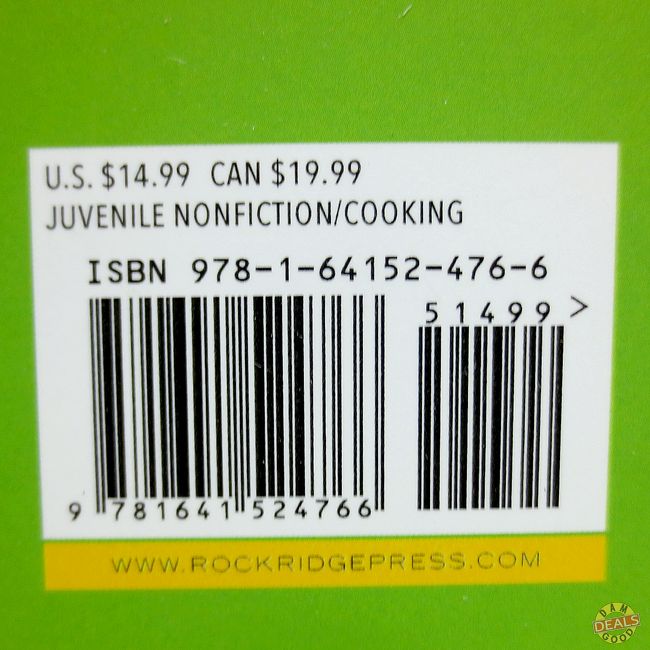 U.S. $14.99 CAN $19.99
JUVENILE NONFICTION/COOKING
ISBN 978-1-64152-476-6
51499 >
9 781641 524766
WWW.ROCKRIDGEPRESS.COM
DAM
DEALS
GOOD